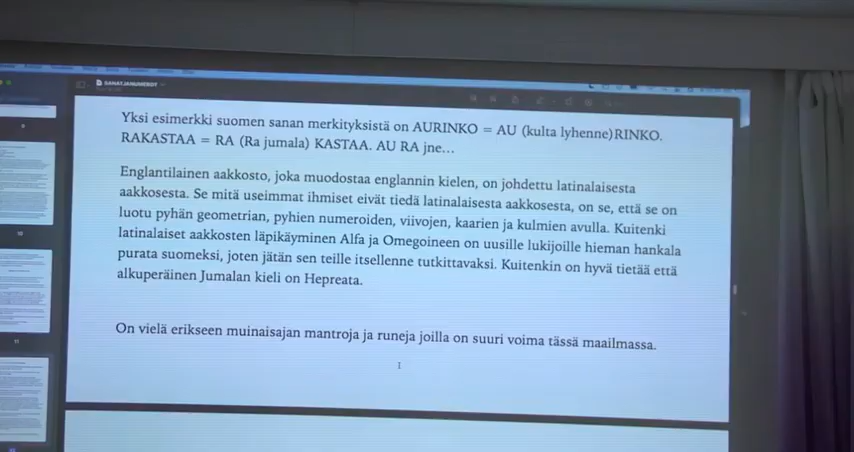 SANATJANUMEROT
9
10
11
Yksi esimerkki suomen sanan merkityksistä on AURINKO = AU (kulta lyhenne)RINKO.
RAKASTAA = RA (Ra jumala) KASTAA. AU RA jne...
Englantilainen aakkosto, joka muodostaa englannin kielen, on johdettu latinalaisesta
aakkosesta. Se mitä useimmat ihmiset eivät tiedä latinalaisesta aakkosesta, on se, että se on
luotu pyhän geometrian, pyhien numeroiden, viivojen, kaarien ja kulmien avulla. Kuitenki
latinalaiset aakkosten läpikäyminen Alfa ja Omegoineen on uusille lukijoille hieman hankala
purata suomeksi, joten jätän sen teille itsellenne tutkittavaksi. Kuitenkin on hyvä tietää että
alkuperäinen Jumalan kieli on Hepreata.
On vielä erikseen muinaisajan mantroja ja runeja joilla on suuri voima tässä maailmassa.